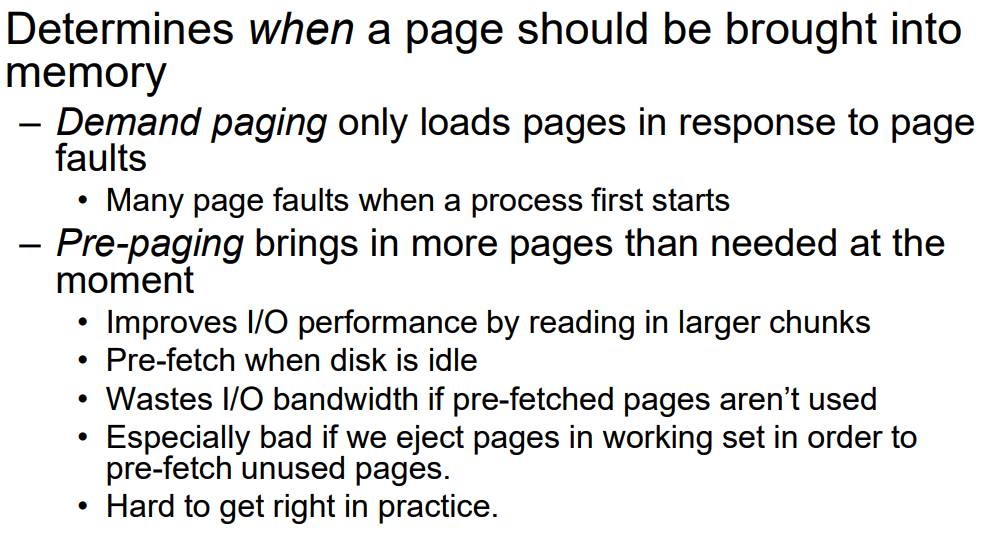 Determines when a page should be brought into
memory
– Demand paging only loads pages in response to page
faults
• Many page faults when a process first starts
– Pre-paging brings in more pages than needed at the
moment
• Improves I/O performance by reading in larger chunks
• Pre-fetch when disk is idle
• Wastes I/O bandwidth if pre-fetched pages aren’t used
• Especially bad if we eject pages in working set in order to
pre-fetch unused pages.
• Hard to get right in practice.